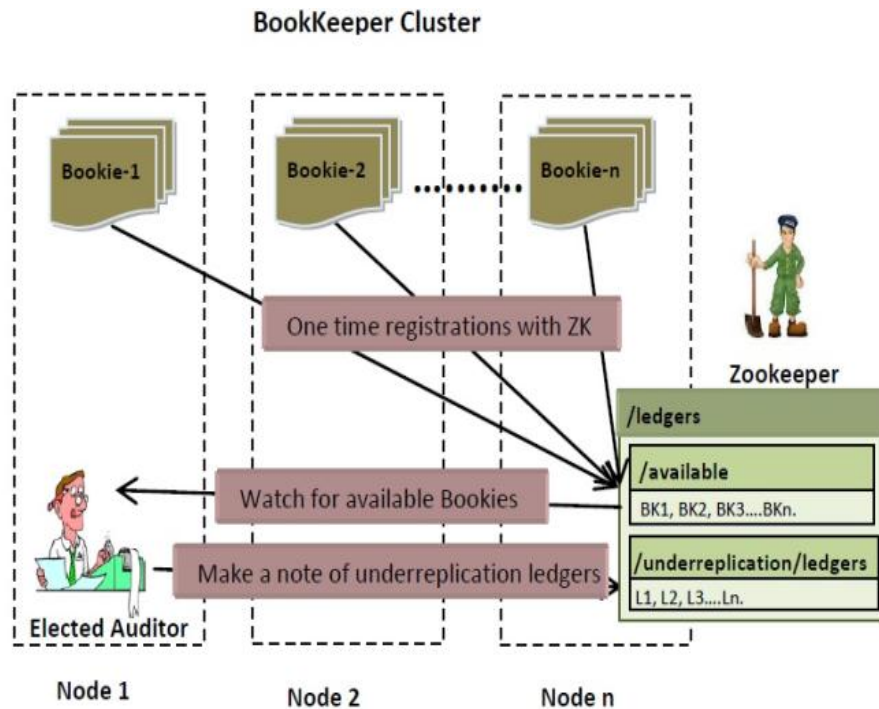 BookKeeper Cluster
Bookie-1
Bookie-2
Bookie-n
One time registrations with ZK
Zookeeper
/ledgers
/available
BK1, BK2, BK3....BKn.
Watch for available Bookies
/underreplication/ledgers
L1, L2, L3....Ln.
Make a note of underreplication ledgers
Elected Auditor
Node 1
Node 2
Node n